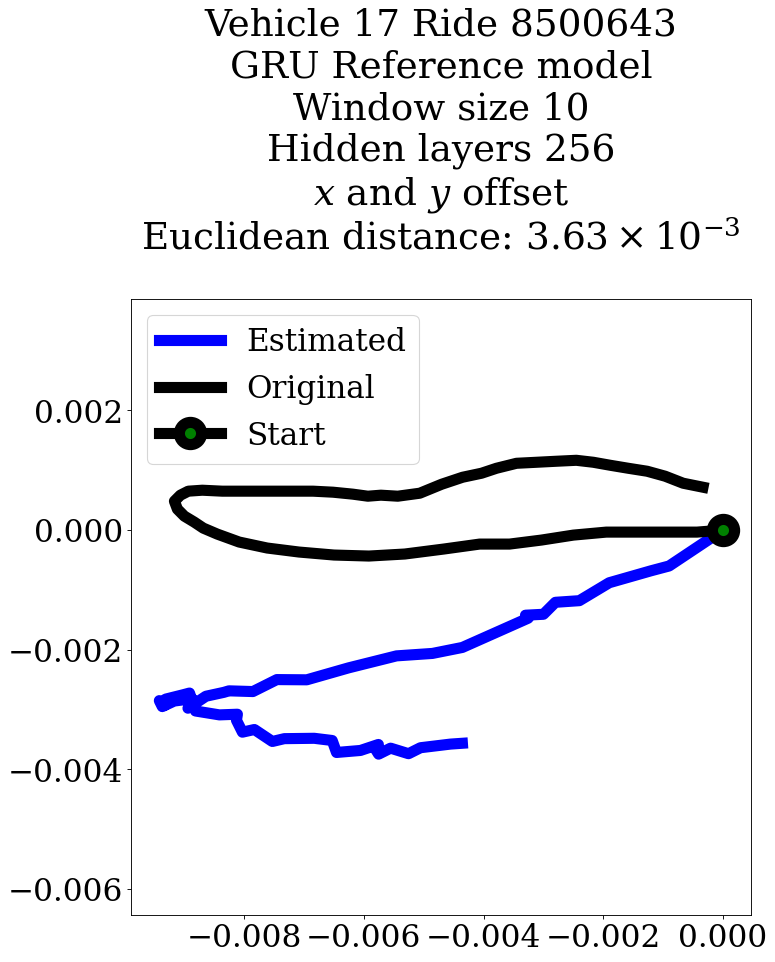 Vehicle 17 Ride 8500643
GRU Reference model
Window size 10
Hidden layers 256
x and y offset
Euclidean distance: 3.63 × 10⁻³
Estimated
Original
Start
0.002
0.000
−0.002
−0.004
−0.006
−0.008 −0.006 −0.004 −0.002 0.000